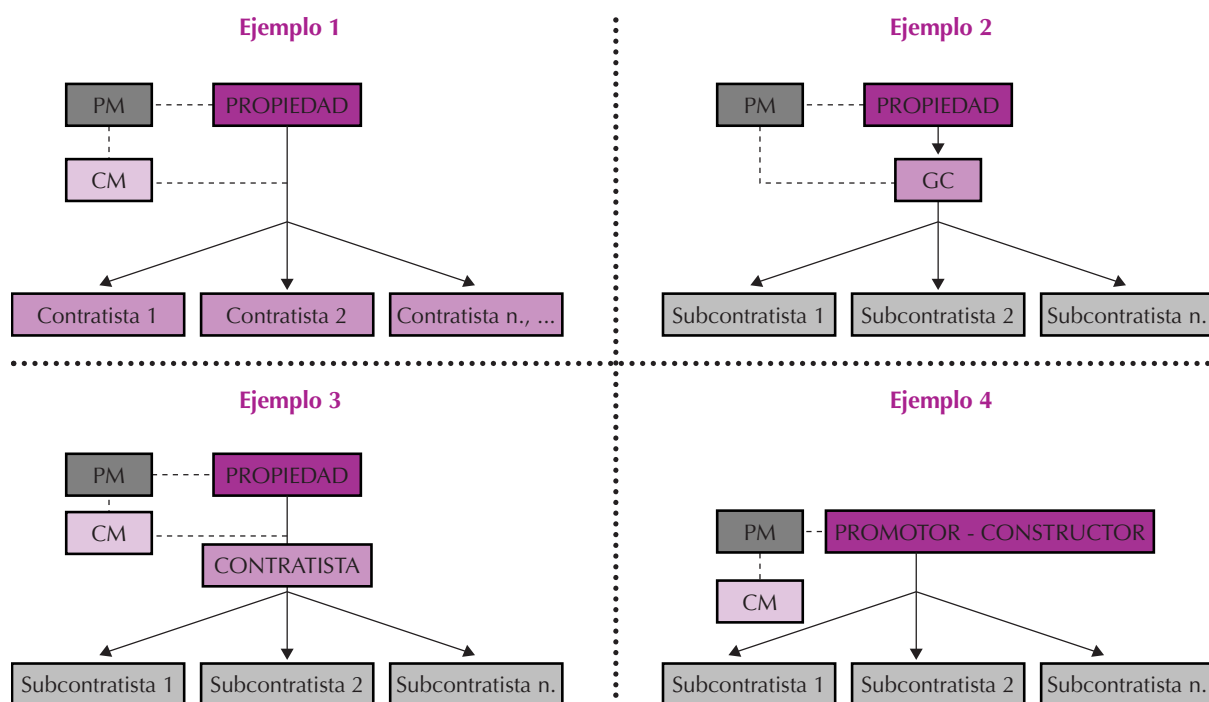 Ejemplo 1
PM
PROPIEDAD
CM
Contratista 1
Contratista 2
Contratista n., ...
Ejemplo 2
PM
PROPIEDAD
GC
Subcontratista 1
Subcontratista 2
Subcontratista n.
Ejemplo 3
PM
PROPIEDAD
CM
CONTRATISTA
Subcontratista 1
Subcontratista 2
Subcontratista n.
Ejemplo 4
PM
PROMOTOR - CONSTRUCTOR
CM
Subcontratista 1
Subcontratista 2
Subcontratista n.